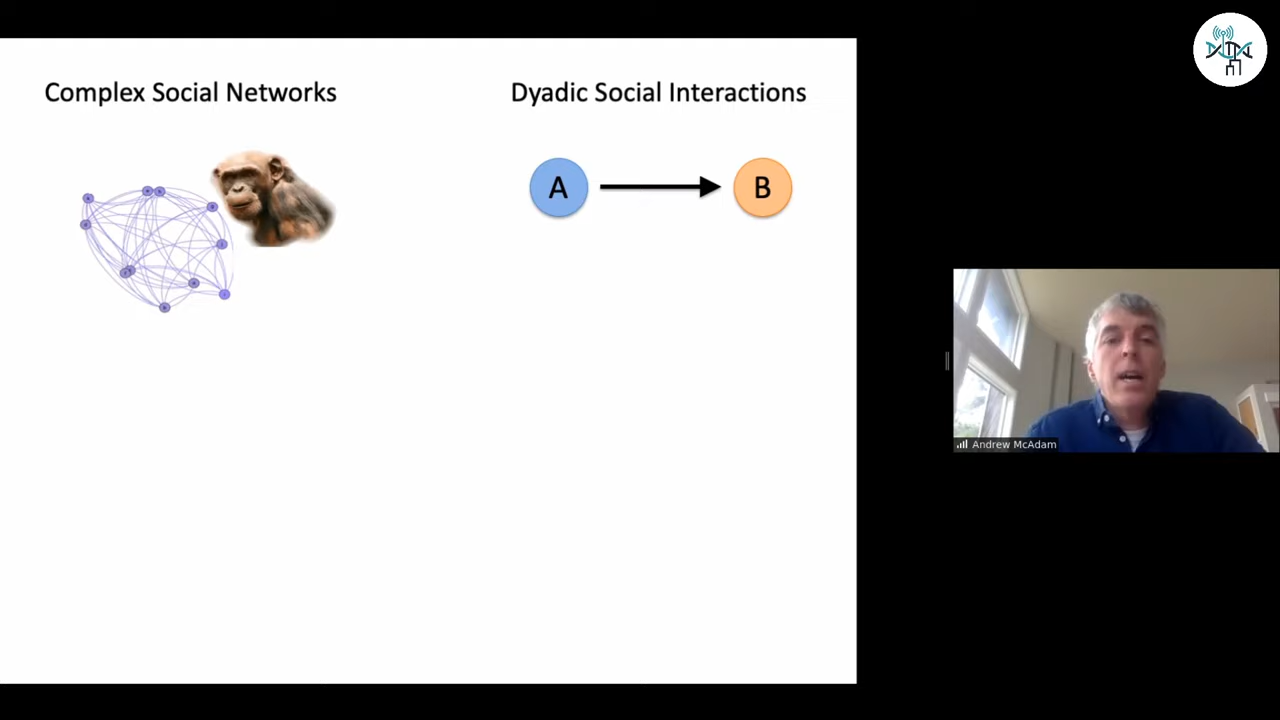 Complex Social Networks
Dyadic Social Interactions
A
B
Andrew McAdam